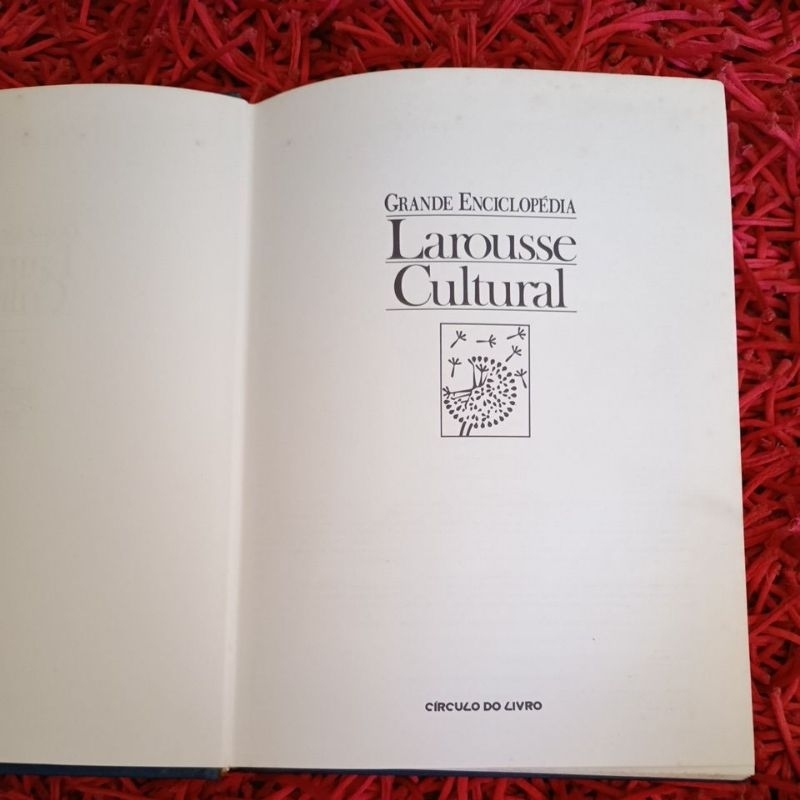 GRANDE ENCICLOPÉDIA
Larousse
Cultural
CÍRCULO DO LIVRO